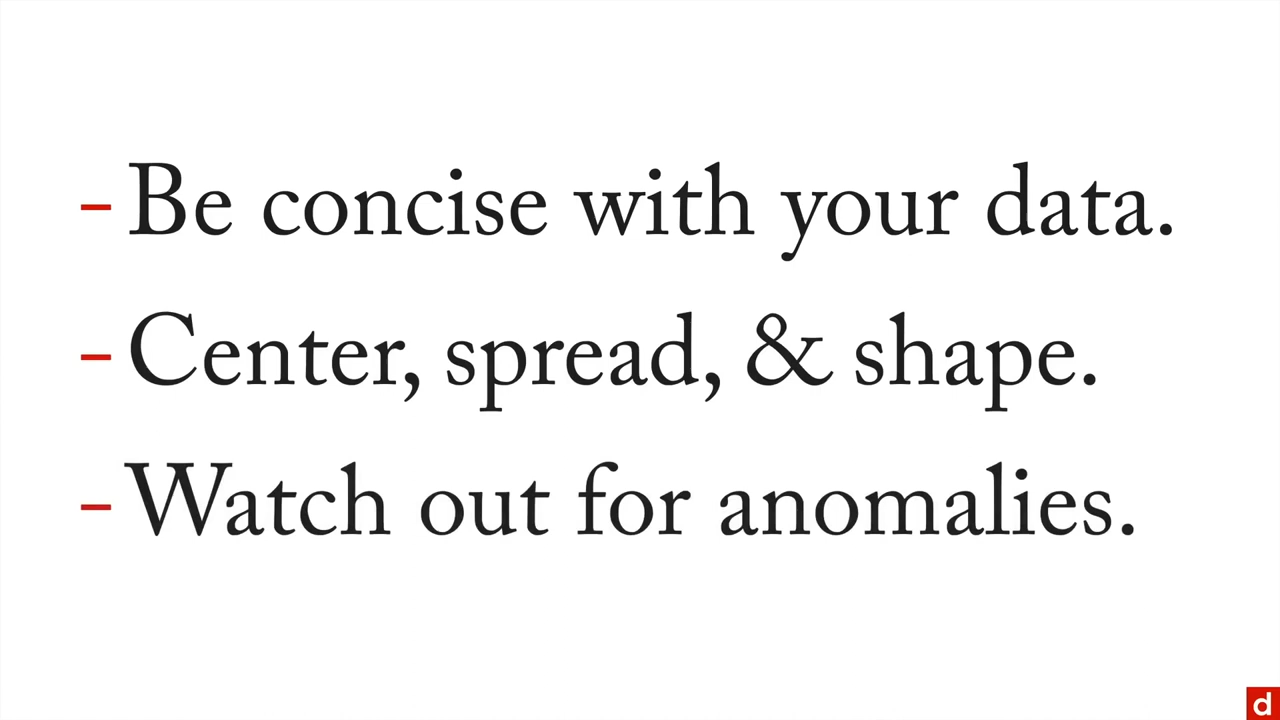 - Be concise with your data.
- Center, spread, & shape.
- Watch out for anomalies.
d